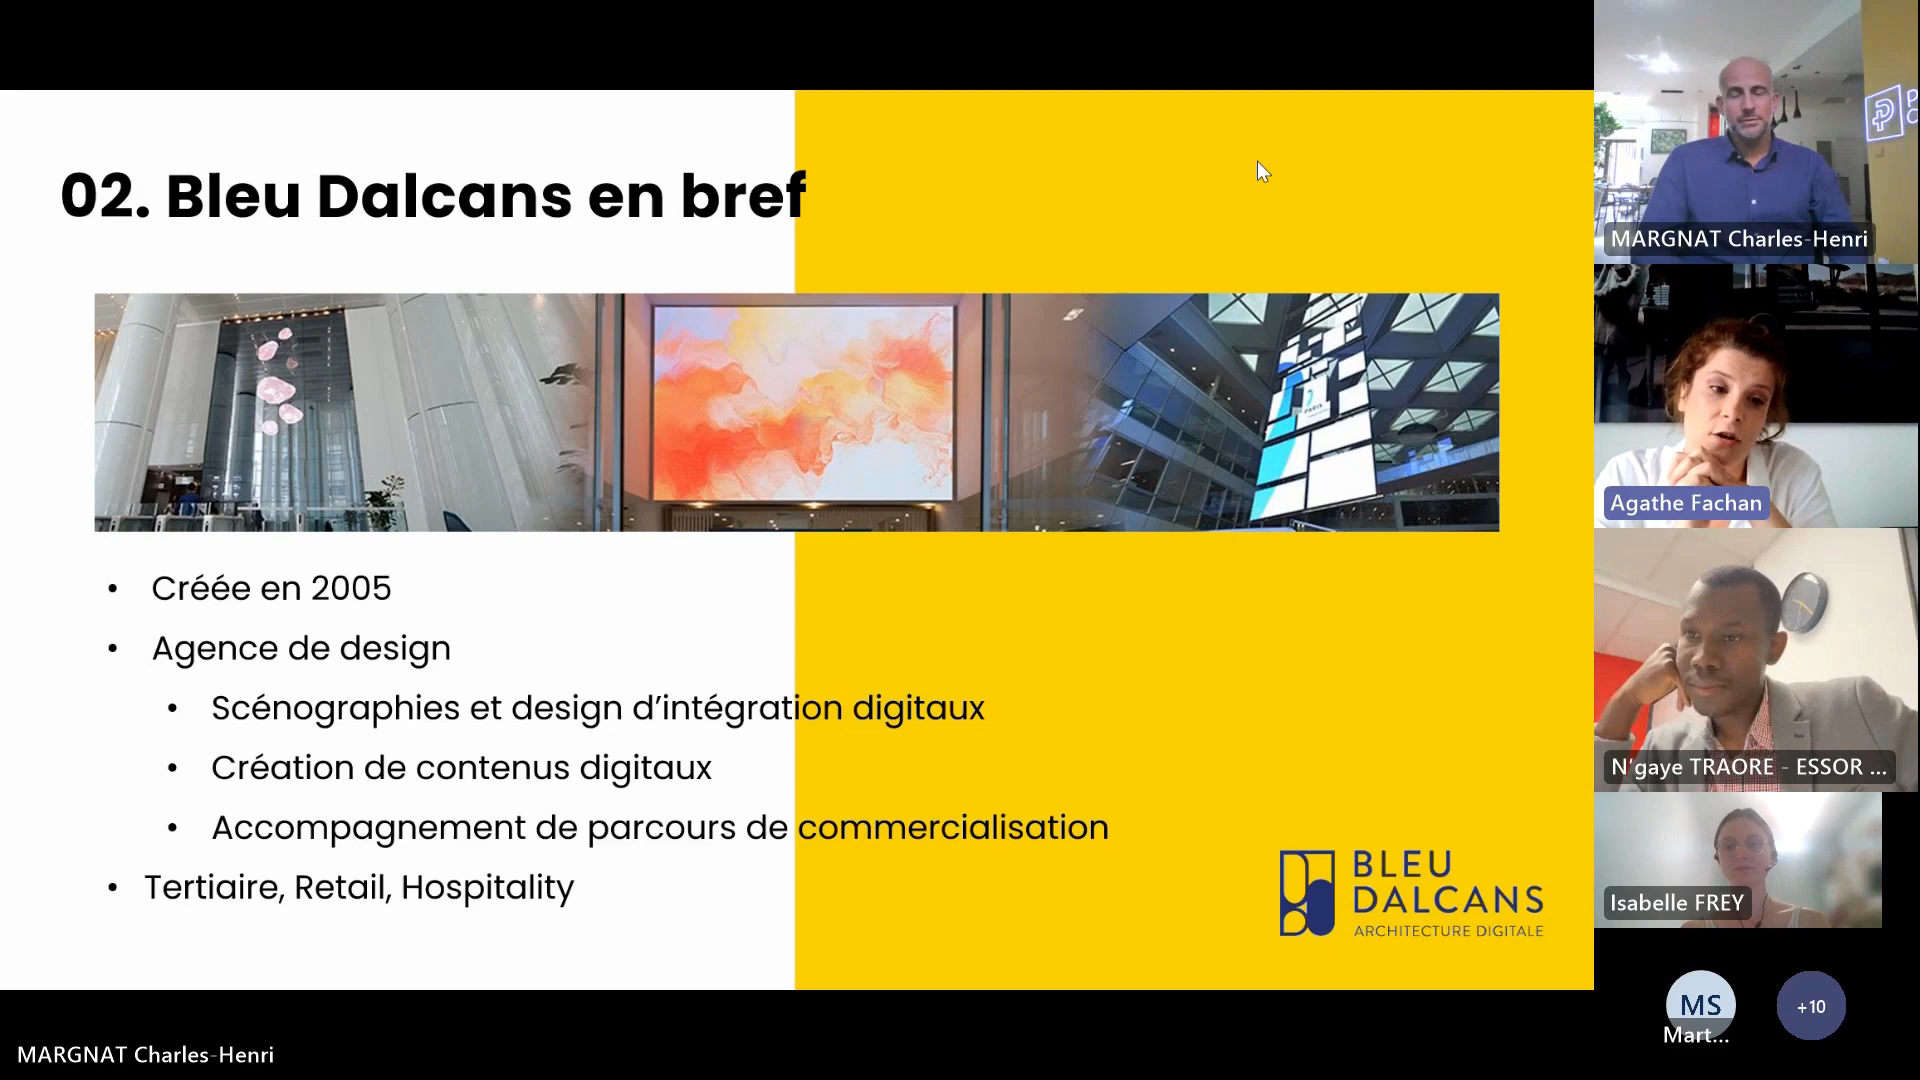 02. Bleu Dalcans en bref
PARIS
• Créée en 2005
• Agence de design
• Scénographies et design d’intégration digitaux
• Création de contenus digitaux
• Accompagnement de parcours de commercialisation
• Tertiaire, Retail, Hospitality
BLEU
DALCANS
ARCHITECTURE DIGITALE
MARGNAT Charles-Henri
Agathe Fachan
N'gaye TRAORE - ESSOR ...
Isabelle FREY
MS
Mart...
+10
MARGNAT Charles-Henri